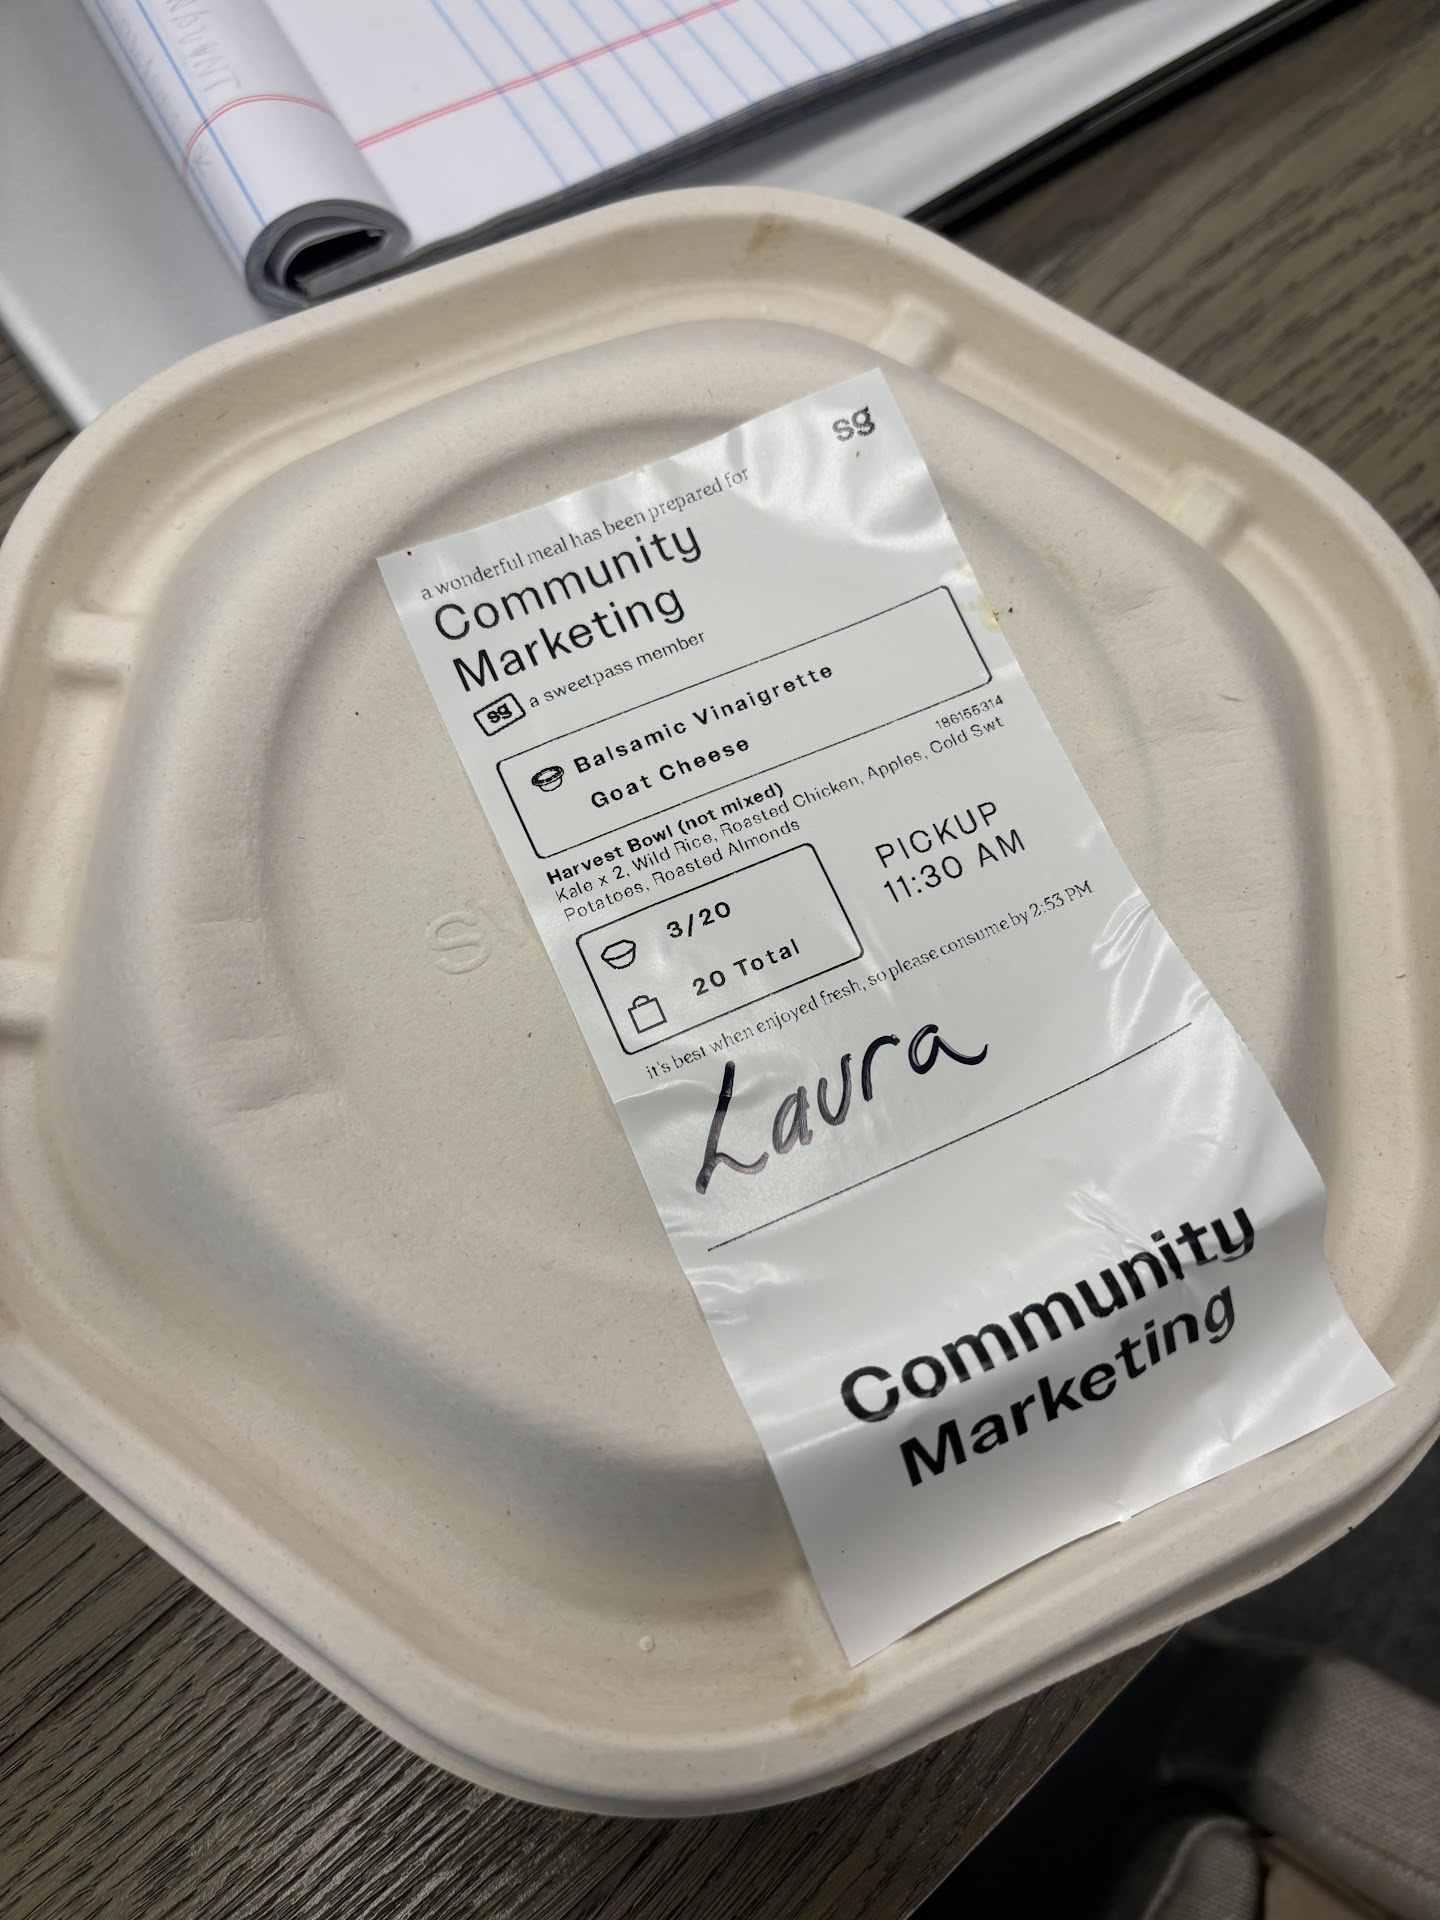 sg
a wonderful meal has been prepared for
Community
Marketing
sg a sweetpass member
Balsamic Vinaigrette
Goat Cheese
186155314
Harvest Bowl (not mixed)
Kale x 2, Wild Rice, Roasted Chicken, Apples, Cold Swt
Potatoes, Roasted Almonds
3/20
20 Total
PICKUP
11:30 AM
it's best when enjoyed fresh, so please consume by 2:53 PM
Laura
Community
Marketing